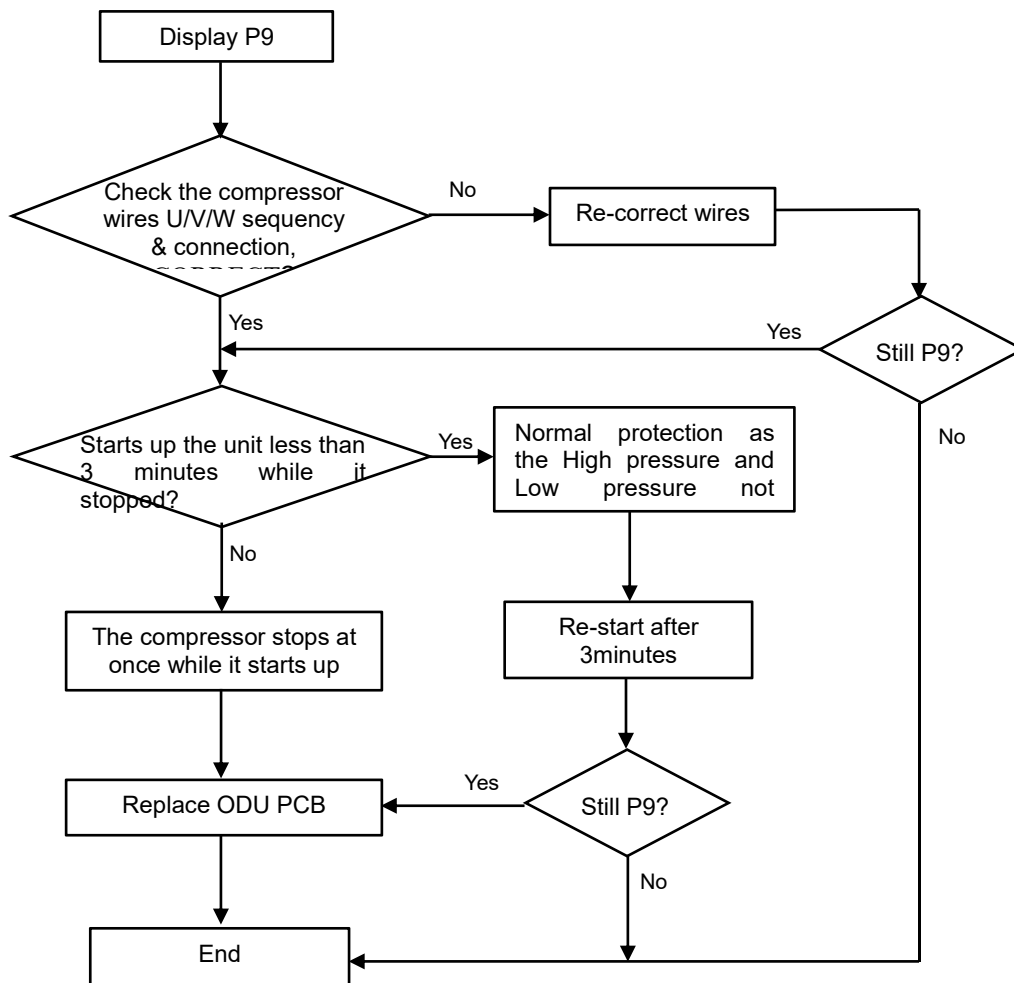 Display P9
Check the compressor
wires U/V/W sequency
& connection,
No
Re-correct wires
Yes
Yes
Still P9?
No
Starts up the unit less than
3 minutes while it
stopped?
Yes
Normal protection as
the High pressure and
Low pressure not
No
The compressor stops at
once while it starts up
Re-start after
3minutes
Replace ODU PCB
Yes
Still P9?
No
End